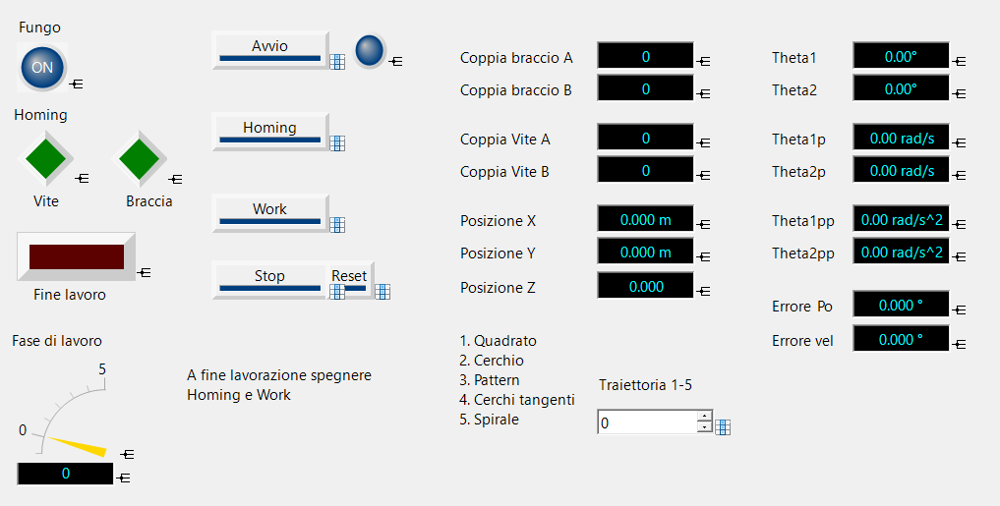 Fungo
ON
Homing
Vite
Braccia
Fine lavoro
Fase di lavoro
5
0
0
Avvio
Homing
Work
Stop
Reset
A fine lavorazione spegnere
Homing e Work
Coppia braccio A 0
Coppia braccio B 0
Coppia Vite A 0
Coppia Vite B 0
Posizione X 0.000 m
Posizione Y 0.000 m
Posizione Z 0.000
1. Quadrato
2. Cerchio
3. Pattern
4. Cerchi tangenti
5. Spirale
Traiettoria 1-5
0
Theta1 0.00°
Theta2 0.00°
Theta1p 0.00 rad/s
Theta2p 0.00 rad/s
Theta1pp 0.00 rad/s^2
Theta2pp 0.00 rad/s^2
Errore Po 0.000 °
Errore vel 0.000 °